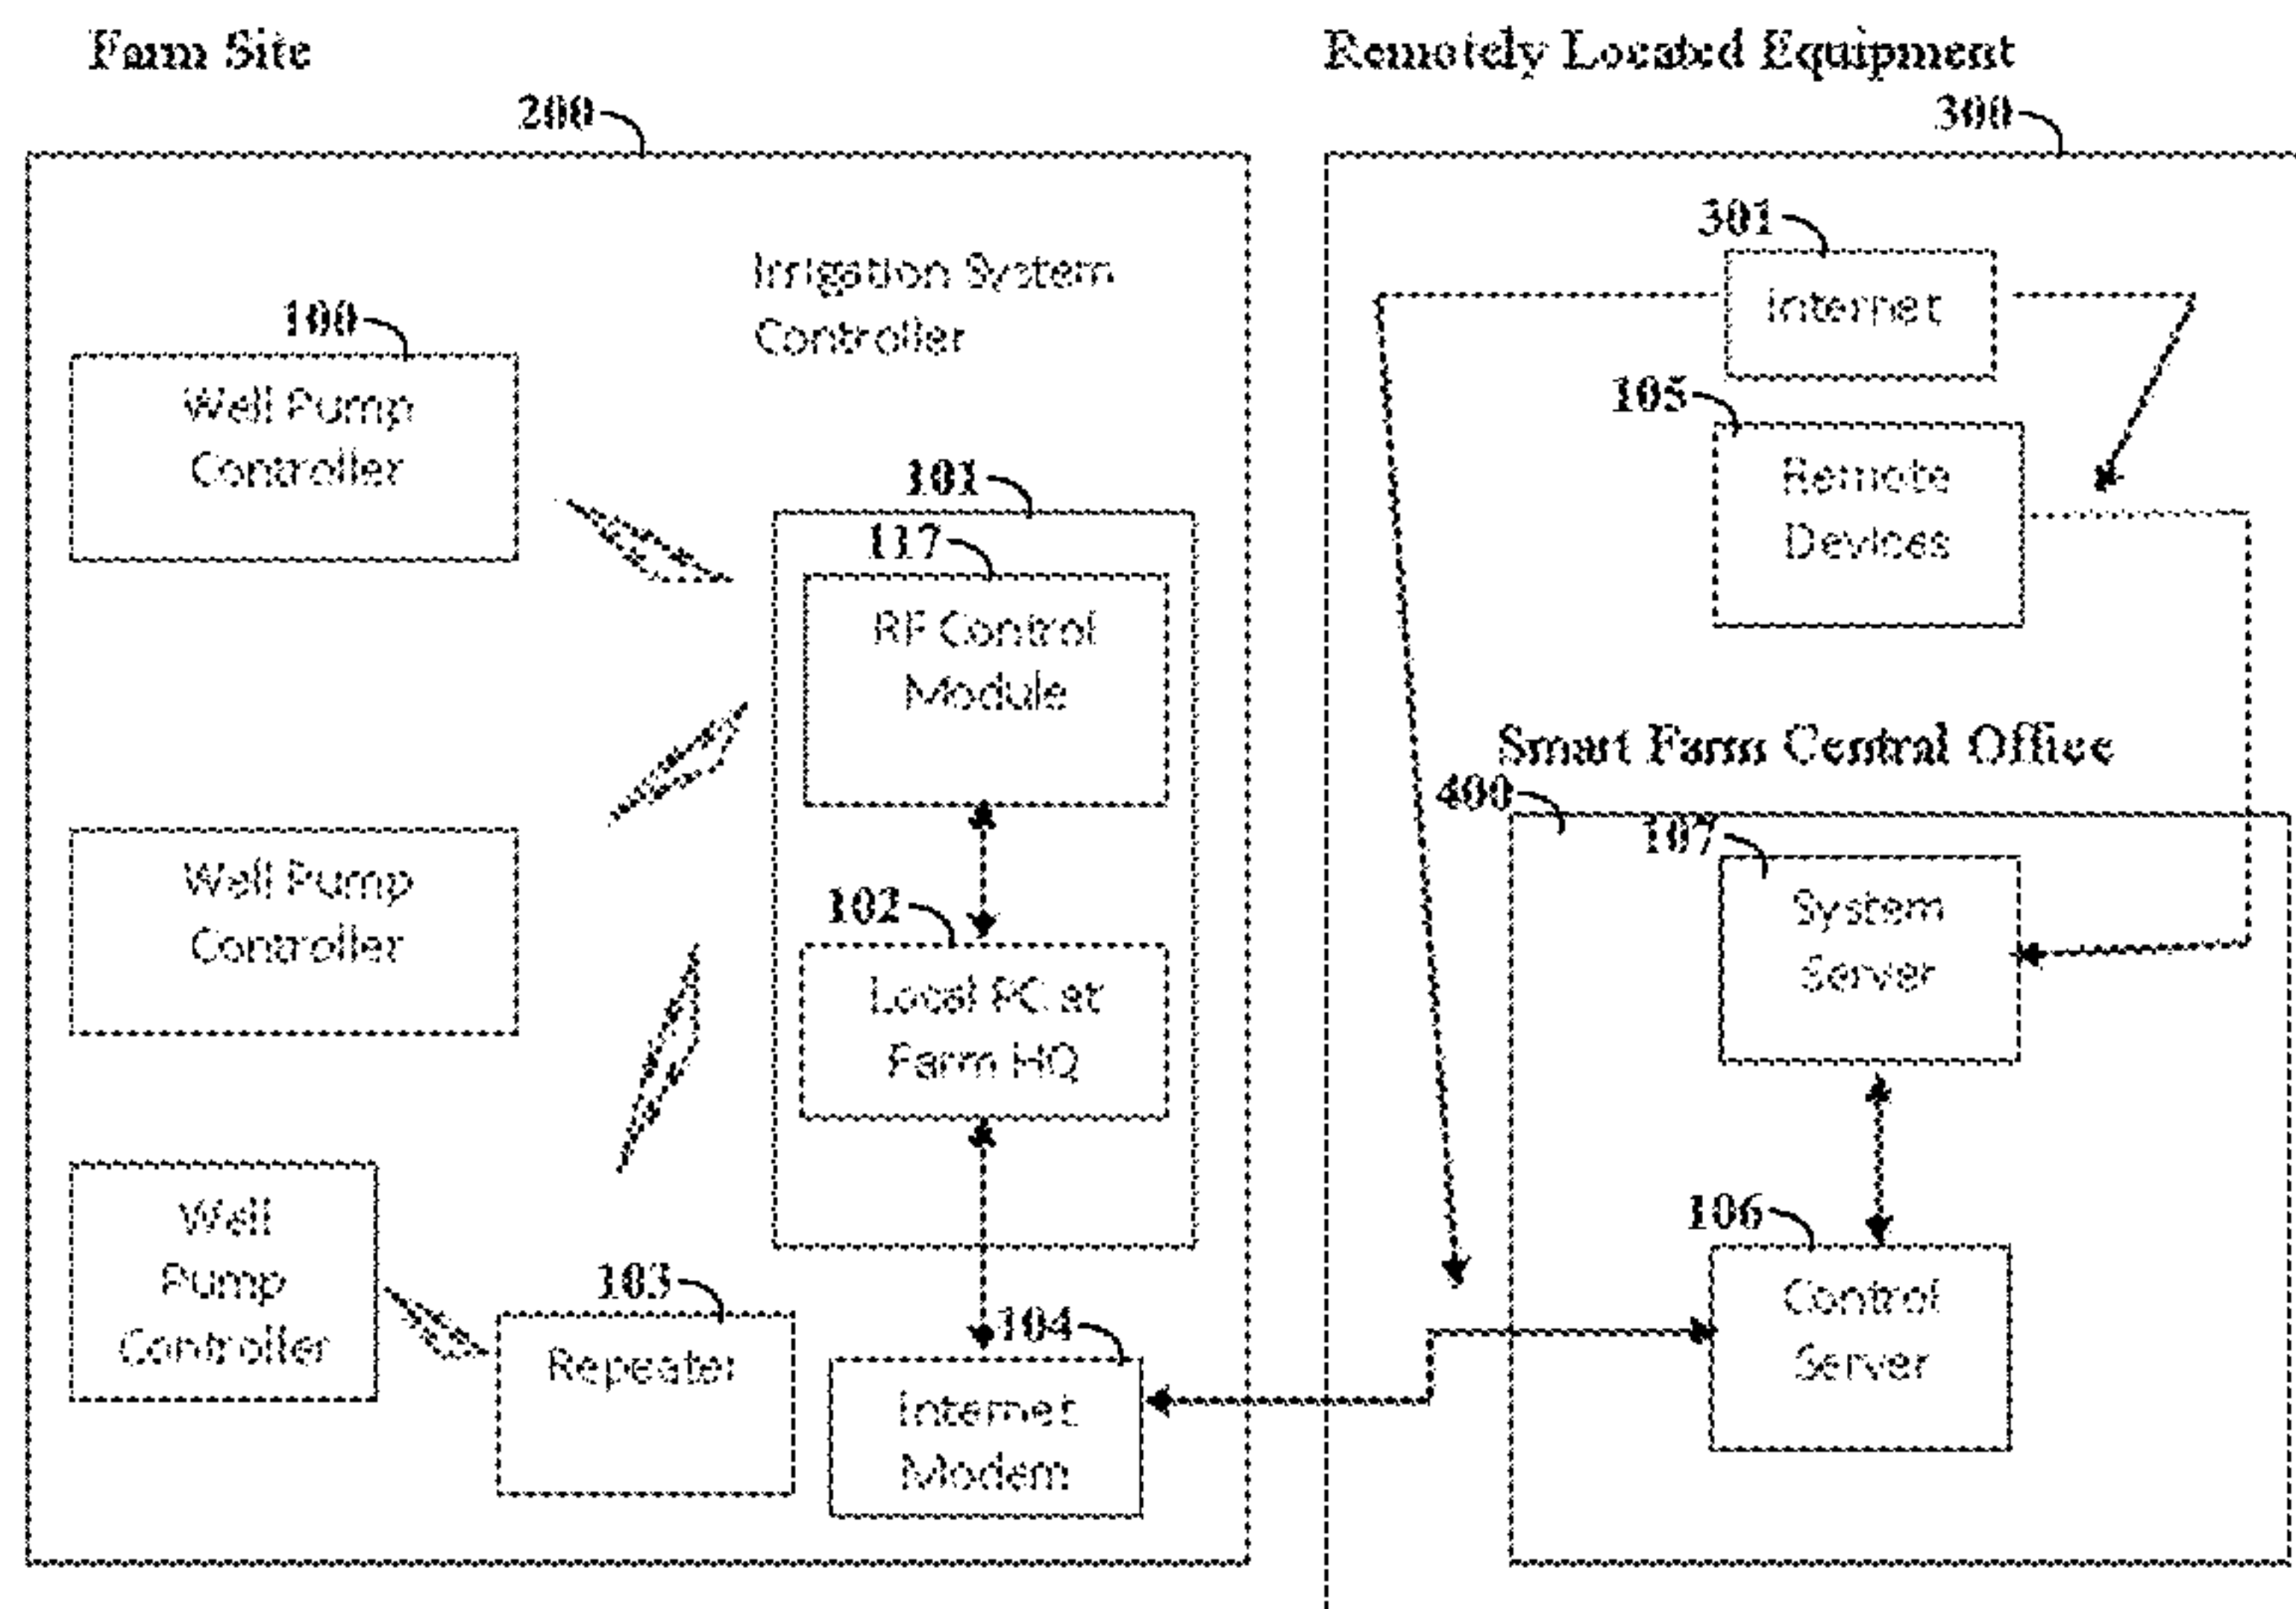 Farm Site
200
Irrigation System
Controller
100
Well Pump
Controller
101
117
RF Control
Module
Well Pump
Controller
102
Local PC at
Farm HQ
Well
Pump
Controller
103
Repeater
104
Internet
Modem
Remotely Located Equipment
300
301
Internet
105
Remote
Devices
Smart Farm Central Office
400
107
System
Server
106
Control
Server